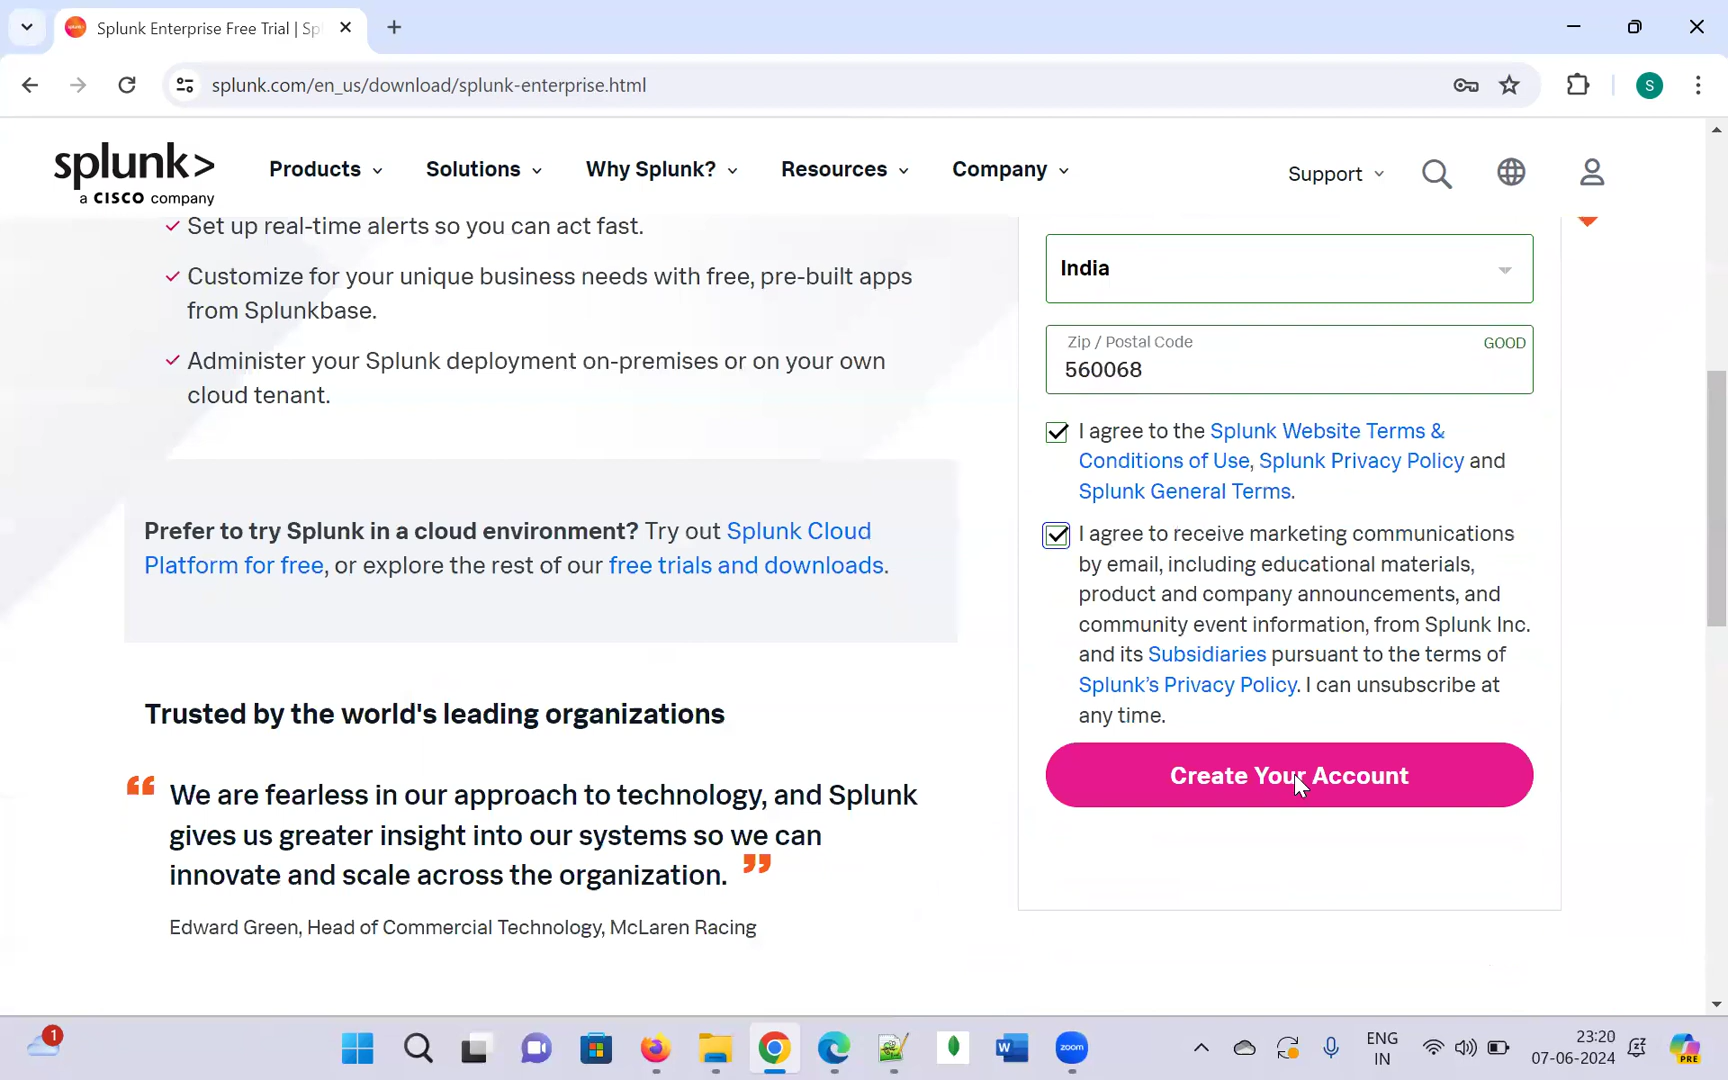 Splunk Enterprise Free Trial | Sp
splunk.com/en_us/download/splunk-enterprise.html
S
splunk>
a CISCO company
Products
Solutions
Why Splunk?
Resources
Company
Support
Set up real-time alerts so you can act fast.
Customize for your unique business needs with free, pre-built apps
from Splunkbase.
Administer your Splunk deployment on-premises or on your own
cloud tenant.
Prefer to try Splunk in a cloud environment? Try out Splunk Cloud
Platform for free, or explore the rest of our free trials and downloads.
Trusted by the world's leading organizations
“ We are fearless in our approach to technology, and Splunk
gives us greater insight into our systems so we can
innovate and scale across the organization. ”
Edward Green, Head of Commercial Technology, McLaren Racing
India
Zip / Postal Code
GOOD
560068
I agree to the Splunk Website Terms &
Conditions of Use, Splunk Privacy Policy and
Splunk General Terms.
I agree to receive marketing communications
by email, including educational materials,
product and company announcements, and
community event information, from Splunk Inc.
and its Subsidiaries pursuant to the terms of
Splunk's Privacy Policy. I can unsubscribe at
any time.
Create Your Account
1
W
zoom
ENG
IN
23:20
07-06-2024
PRE